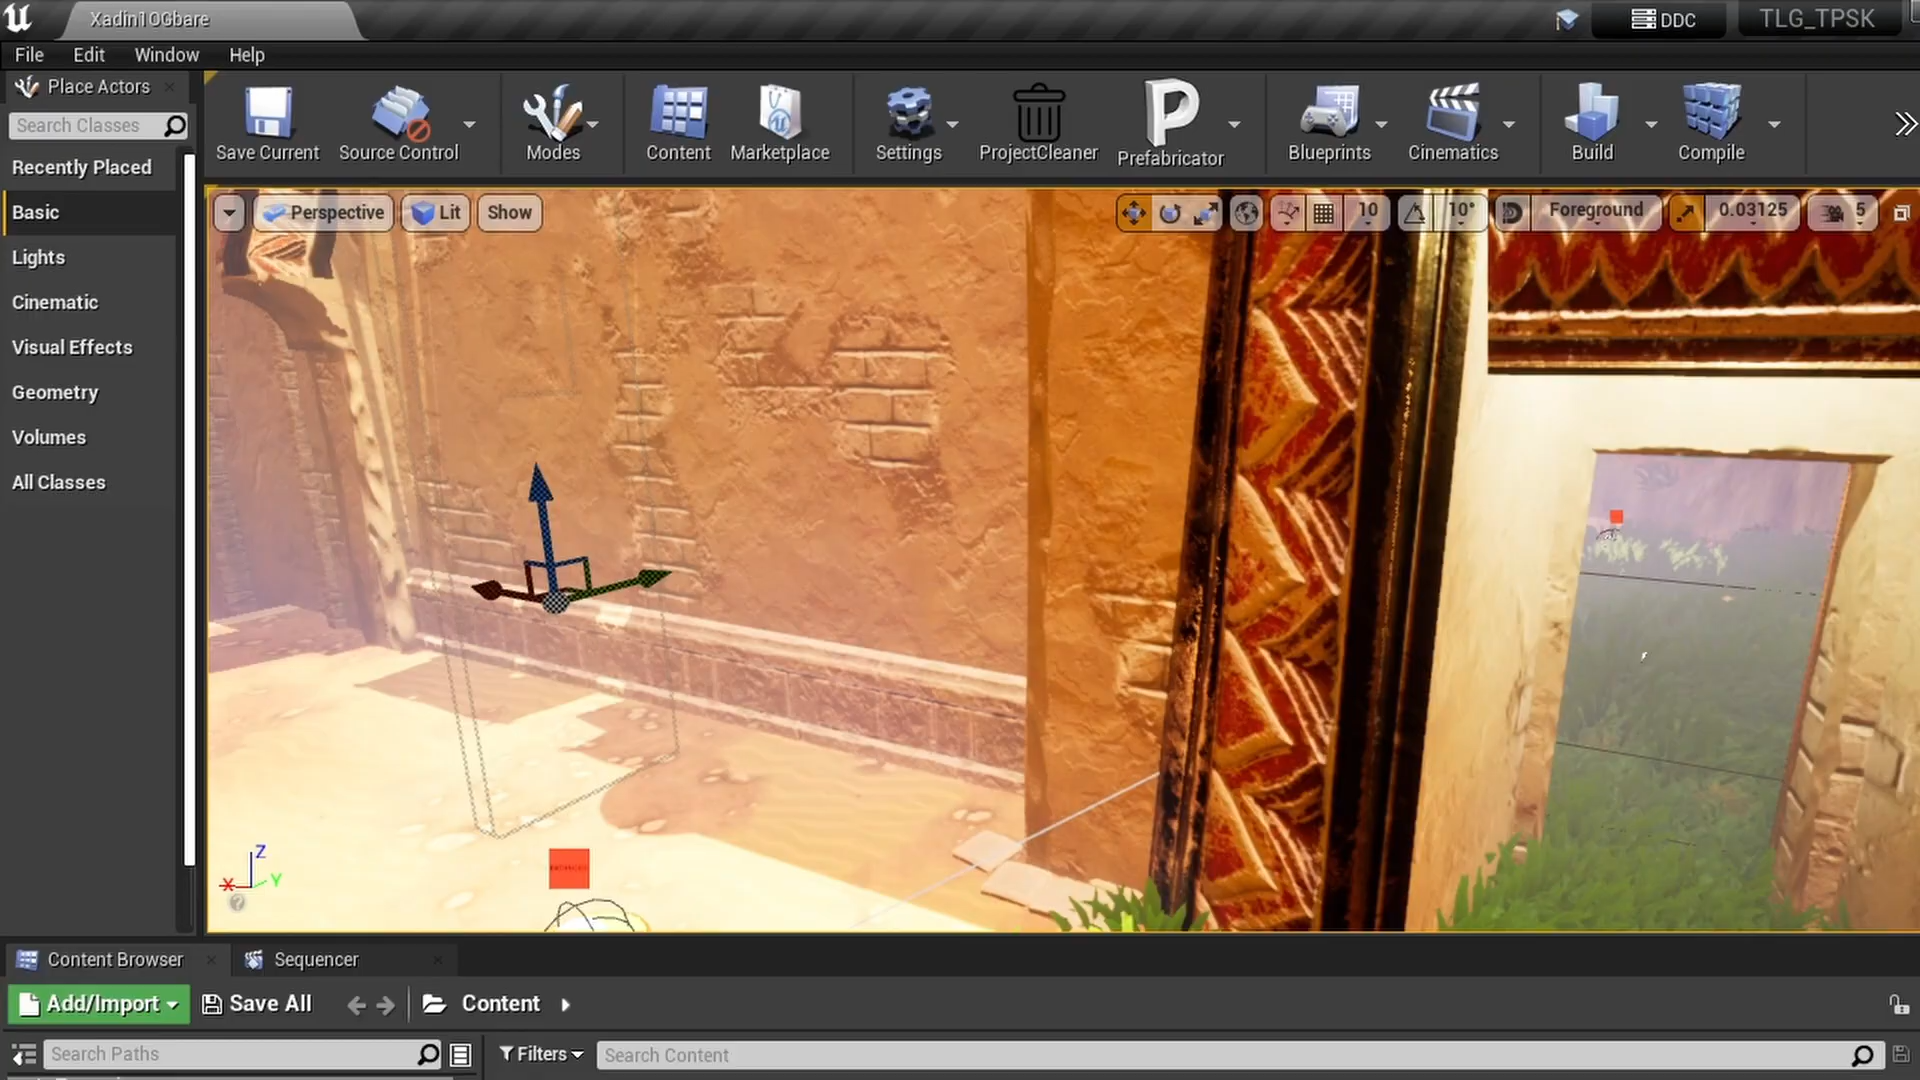 Xadin1OGbare
DDC
TLG_TPSK
File Edit Window Help
Place Actors
Search Classes
Recently Placed
Basic
Lights
Cinematic
Visual Effects
Geometry
Volumes
All Classes
Save Current
Source Control
Modes
Content
Marketplace
Settings
ProjectCleaner
Prefabricator
Blueprints
Cinematics
Build
Compile
Perspective
Lit
Show
10
10°
Foreground
0.03125
5
Z
X
Y
Content Browser
Sequencer
Add/Import
Save All
Content
Search Paths
Filters
Search Content